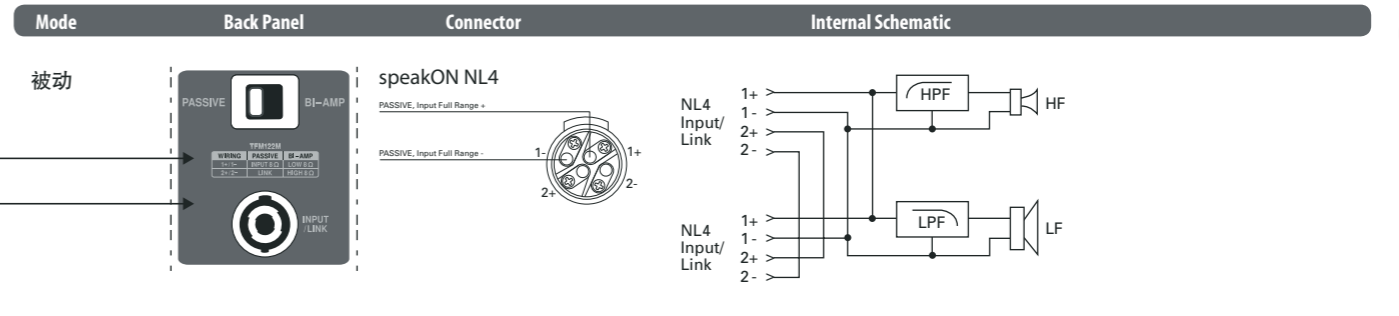 Mode Back Panel Connector Internal Schematic
被动
PASSIVE BI-AMP
TFM122M
WIRING PASSIVE BI-AMP
1+/1- INPUT 8 Ω LOW 8 Ω
2+/2- LINK HIGH 8 Ω
INPUT
/LINK
speakON NL4
PASSIVE, Input Full Range +
PASSIVE, Input Full Range -
1- 1+
2+ 2-
NL4
Input/
Link
1+
1 -
2+
2 -
HPF
HF
NL4
Input/
Link
1+
1 -
2+
2 -
LPF
LF